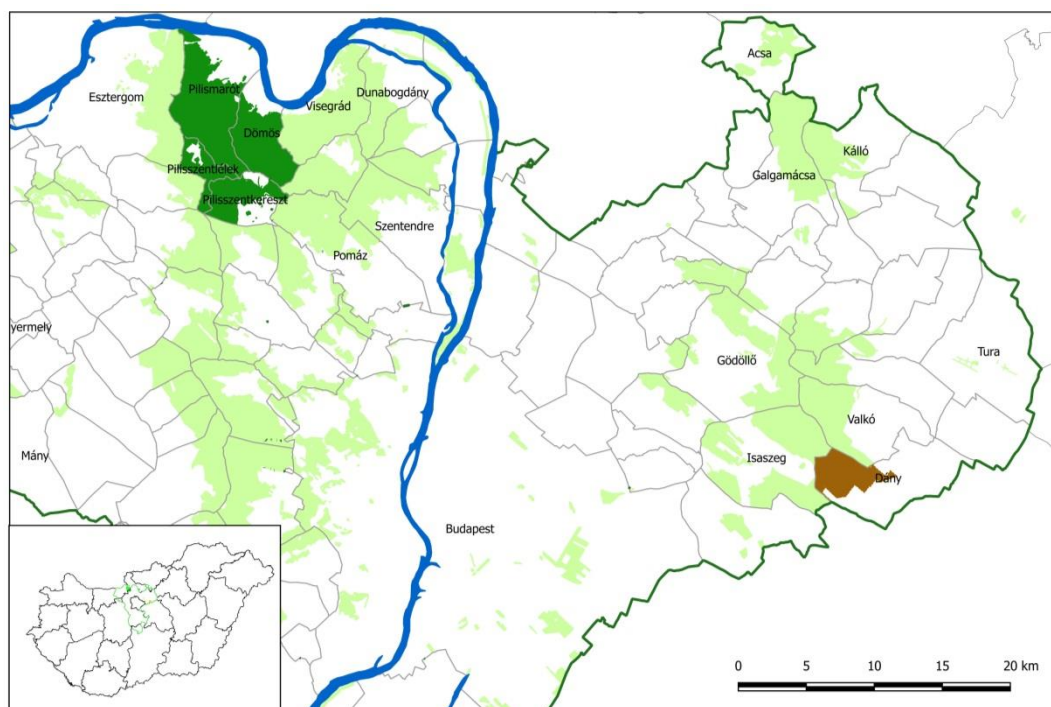 Acsa
Esztergom
Pilismarót
Visegrád
Dunabogdány
Dömös
Kálló
Galgamácsa
Pilisszentlélek
Pilisszentkereszt
Szentendre
Pomáz
yermely
Gödöllő
Tura
Valkó
Mány
Isaszeg
Dány
Budapest
0 5 10 15 20 km